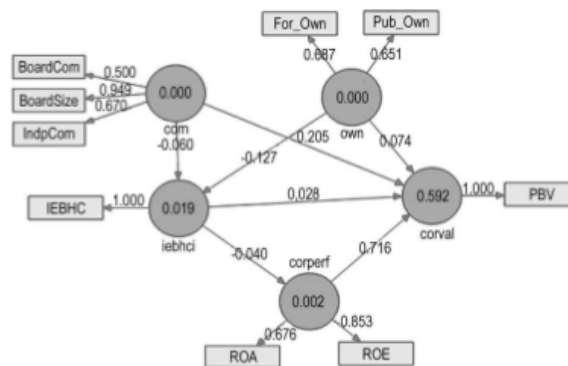 For_Own
Pub_Own
0.687
0.651
BoardCom
0.500
BoardSize
0.949
IndpCom
0.670
0.000
com
0.000
own
-0.060
0.205
0.074
-0.127
IEBHC
1.000
0.019
iebhci
0.028
0.592
corval
1.000
PBV
-0.040
corperf
0.716
0.002
0.676
0.853
ROA
ROE